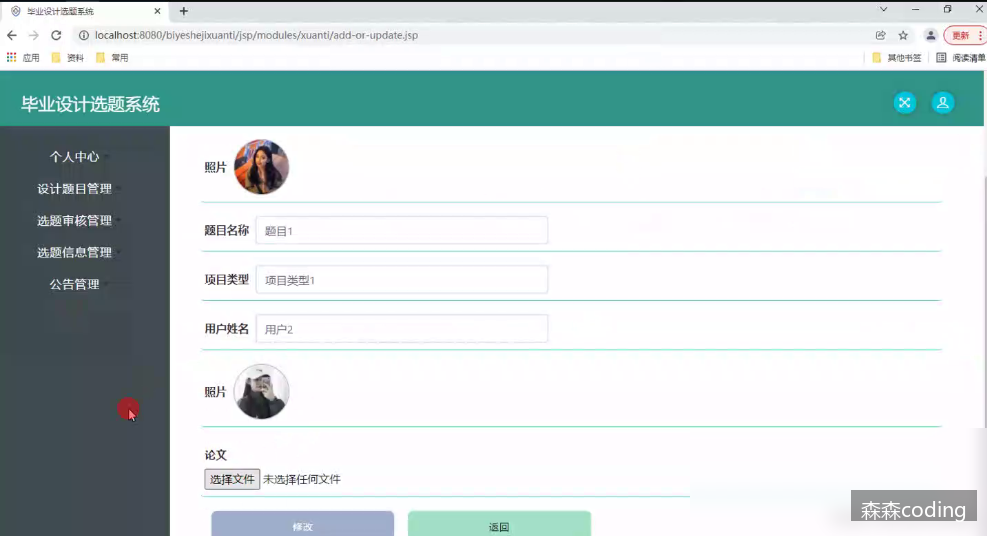 毕业设计选题系统
localhost:8080/biyeshejixuanti/jsp/modules/xuanti/add-or-update.jsp
更新
应用 资料 常用 其他书签 阅读清单
毕业设计选题系统
个人中心
设计题目管理
选题审核管理
选题信息管理
公告管理
照片
题目名称 题目1
项目类型 项目类型1
用户姓名 用户2
照片
论文
选择文件 未选择任何文件
修改 返回
森森coding